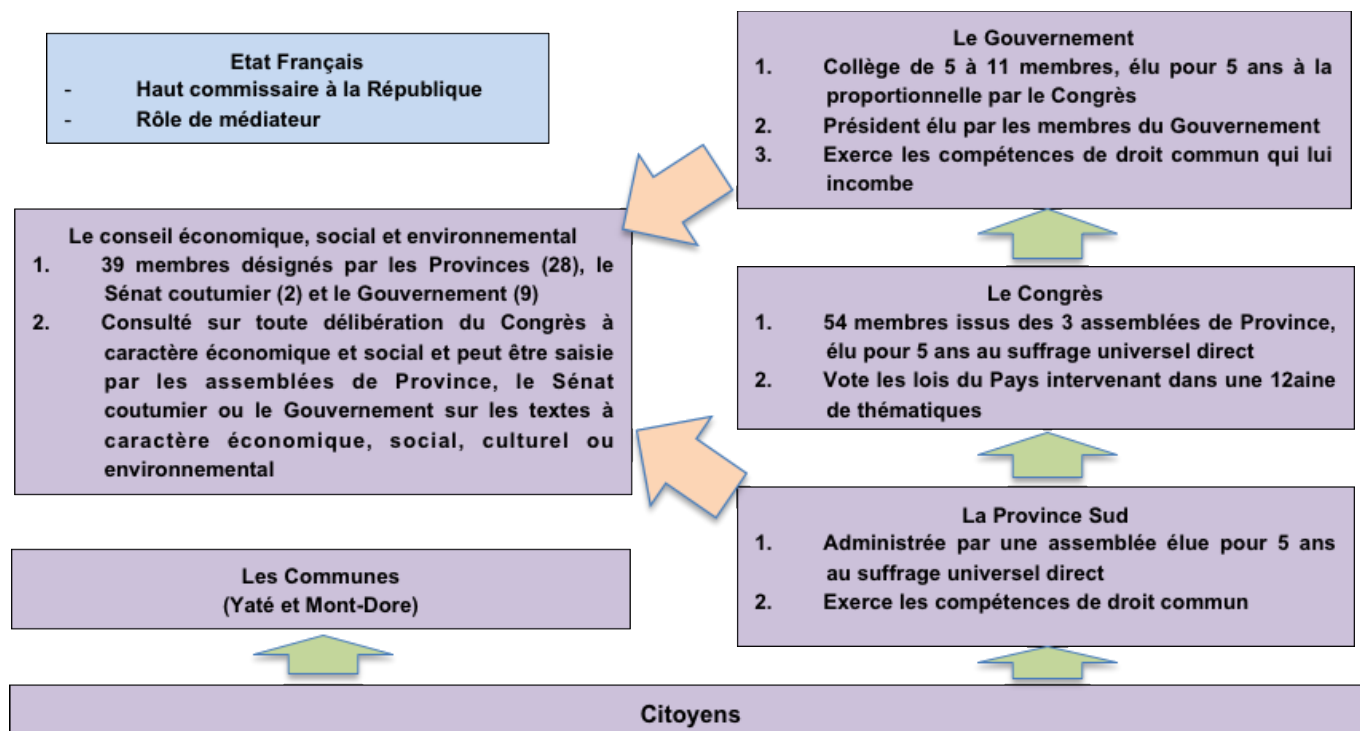 Etat Français
- Haut commissaire à la République
- Rôle de médiateur
Le Gouvernement
1. Collège de 5 à 11 membres, élu pour 5 ans à la
proportionnelle par le Congrès
2. Président élu par les membres du Gouvernement
3. Exerce les compétences de droit commun qui lui
incombe
Le conseil économique, social et environnemental
1. 39 membres désignés par les Provinces (28), le
Sénat coutumier (2) et le Gouvernement (9)
2. Consulté sur toute délibération du Congrès à
caractère économique et social et peut être saisie
par les assemblées de Province, le Sénat
coutumier ou le Gouvernement sur les textes à
caractère économique, social, culturel ou
environnemental
Le Congrès
1. 54 membres issus des 3 assemblées de Province,
élu pour 5 ans au suffrage universel direct
2. Vote les lois du Pays intervenant dans une 12aine
de thématiques
La Province Sud
1. Administrée par une assemblée élue pour 5 ans
au suffrage universel direct
2. Exerce les compétences de droit commun
Les Communes
(Yaté et Mont-Dore)
Citoyens